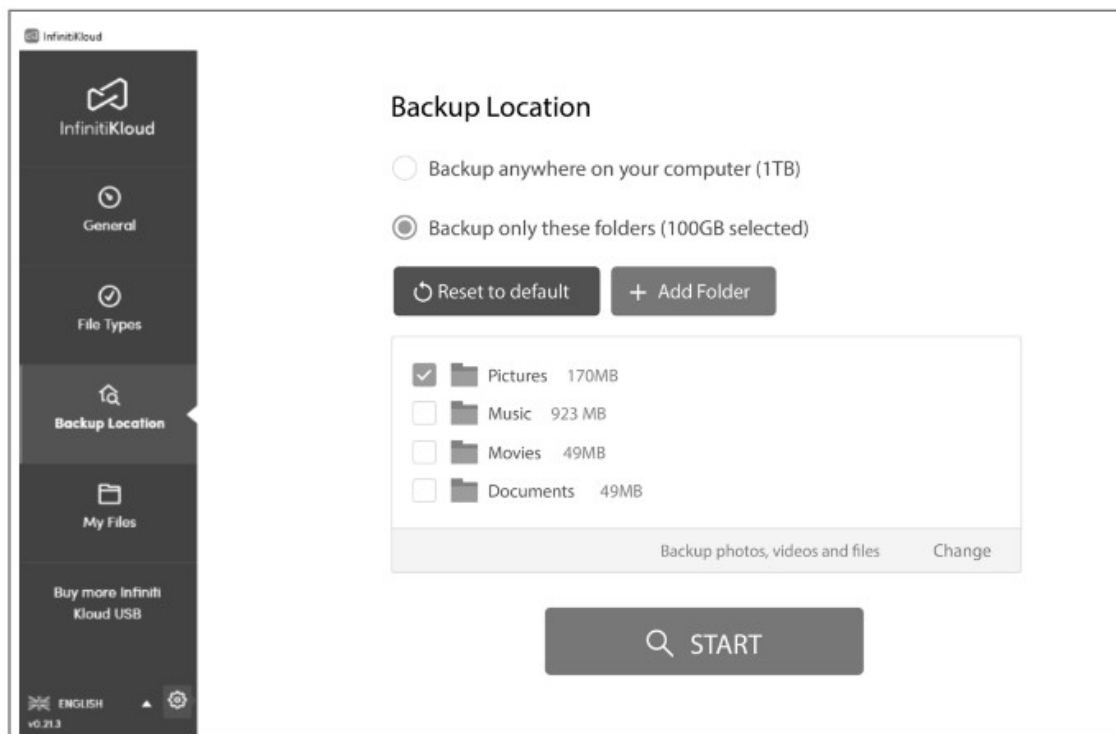 InfinitiKloud
InfinitiKloud
General
File Types
Backup Location
My Files
Buy more Infiniti
Kloud USB
ENGLISH
v0.21.3
Backup Location
Backup anywhere on your computer (1TB)
Backup only these folders (100GB selected)
Reset to default
+ Add Folder
Pictures 170MB
Music 923 MB
Movies 49MB
Documents 49MB
Backup photos, videos and files Change
START